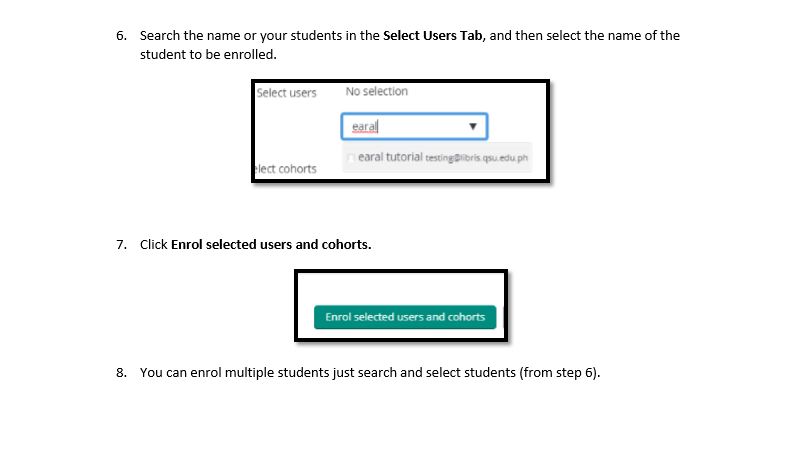 6. Search the name or your students in the Select Users Tab, and then select the name of the
student to be enrolled.
Select users No selection
earal
earal tutorial testing@libris.qsu.edu.ph
elect cohorts
7. Click Enrol selected users and cohorts.
Enrol selected users and cohorts
8. You can enrol multiple students just search and select students (from step 6).